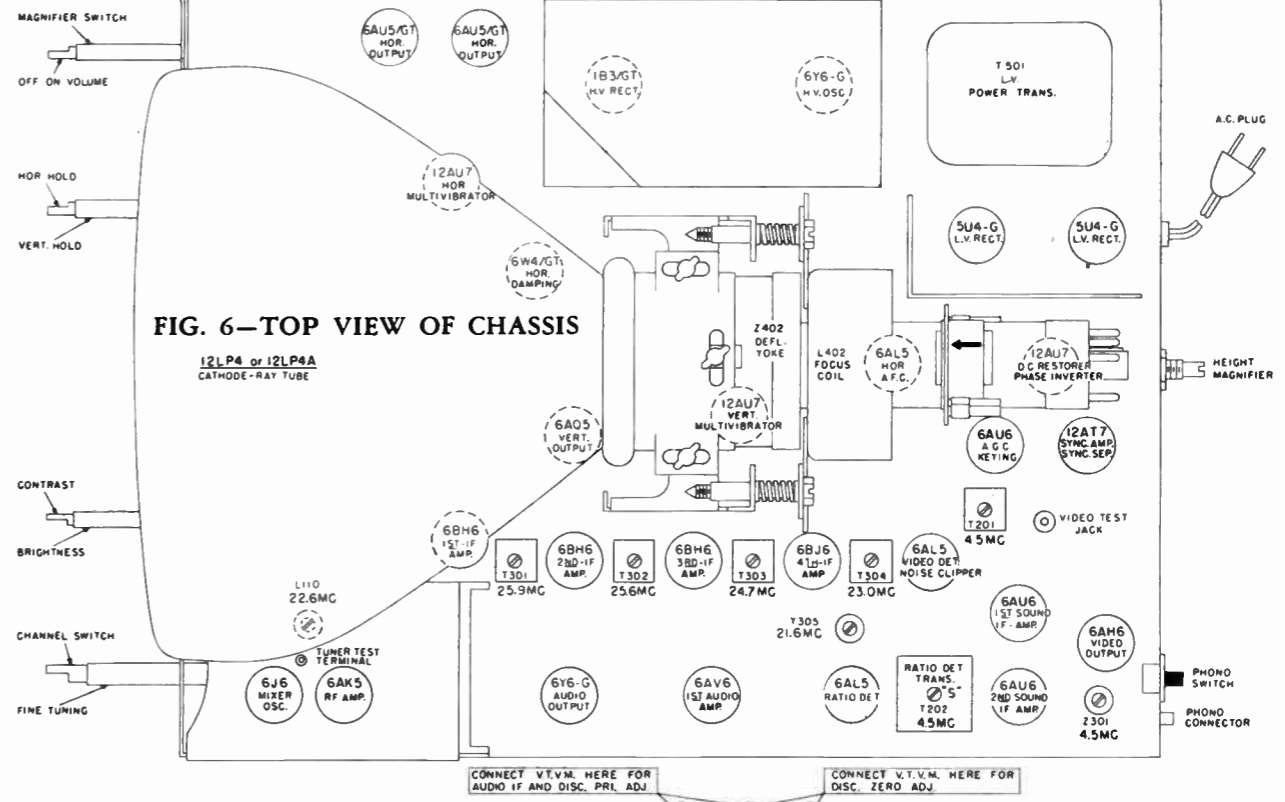 MAGNIFIER SWITCH
OFF ON VOLUME
6AU5/GT
HOR.
OUTPUT
6AU5/GT
HOR.
OUTPUT
1B3/GT
H.V. RECT.
6Y6-G
H.V. OSC.
T 501
L.V.
POWER TRANS.
A.C. PLUG
HOR HOLD
VERT. HOLD
12AU7
HOR
MULTIVIBRATOR
6W4/GT
HOR.
DAMPING
5U4-G
L.V. RECT.
5U4-G
L.V. RECT.
FIG. 6—TOP VIEW OF CHASSIS
12LP4 or 12LP4A
CATHODE-RAY TUBE
Z402
DEFL.
YOKE
L402
FOCUS
COIL
6AL5
HOR
A.F.C.
12AU7
D C RESTORER
PHASE INVERTER
HEIGHT
MAGNIFIER
6AQ5
VERT.
OUTPUT
12AU7
VERT.
MULTIVIBRATOR
6AU6
A G C
KEYING
12AT7
SYNC. AMP.
SYNC. SEP.
CONTRAST
BRIGHTNESS
6BH6
1ST-IF
AMP.
T301
25.9MC
6BH6
2ND-IF
AMP.
T302
25.6MC
6BH6
3RD-IF
AMP.
T303
24.7MC
6BJ6
4TH-IF
AMP
T304
23.0MC
6AL5
VIDEO DET.
NOISE CLIPPER
T201
4.5MC
VIDEO TEST
JACK
L110
22.6MC
T305
21.6MC
6AU6
1ST SOUND
IF-AMP.
6AH6
VIDEO
OUTPUT
CHANNEL SWITCH
FINE TUNING
TUNER TEST
TERMINAL
6J6
MIXER
OSC.
6AK5
RF AMP.
6Y6-G
AUDIO
OUTPUT
6AV6
1ST AUDIO
AMP.
6AL5
RATIO DET
RATIO DET
TRANS.
"S"
T202
4.5MC
6AU6
2ND SOUND
IF AMP.
Z301
4.5MC
PHONO
SWITCH
PHONO
CONNECTOR
CONNECT V.T.V.M. HERE FOR
AUDIO IF AND DISC. PRI. ADJ.
CONNECT V.T.V.M. HERE FOR
DISC. ZERO ADJ.